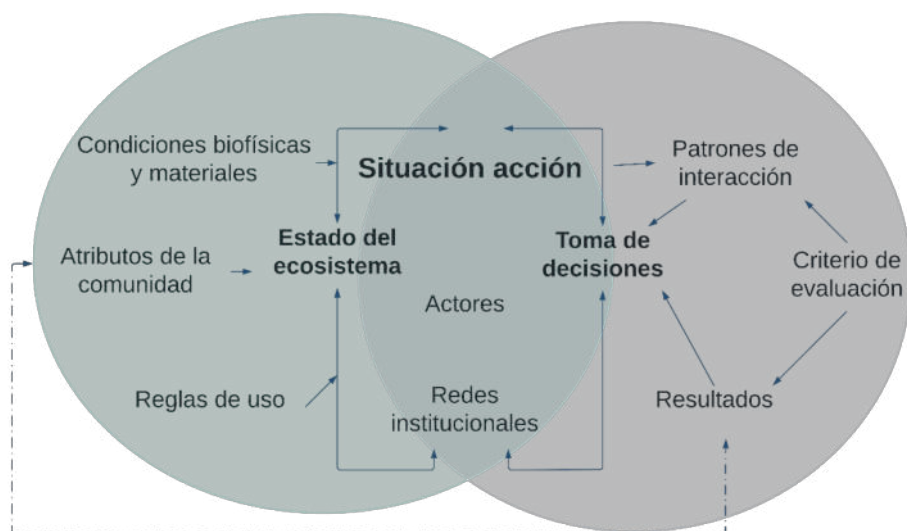 Condiciones biofísicas
y materiales
Situación acción
Patrones de
interacción
Estado del
ecosistema
Toma de
decisiones
Atributos de la
comunidad
Criterio de
evaluación
Actores
Reglas de uso
Redes
institucionales
Resultados